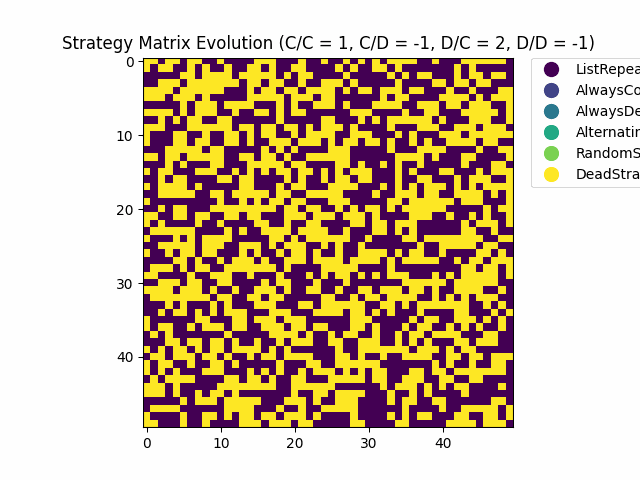 Strategy Matrix Evolution (C/C = 1, C/D = -1, D/C = 2, D/D = -1)
0
10
20
30
40
0 10 20 30 40
ListRepea
AlwaysCo
AlwaysDe
Alternatin
RandomS
DeadStra